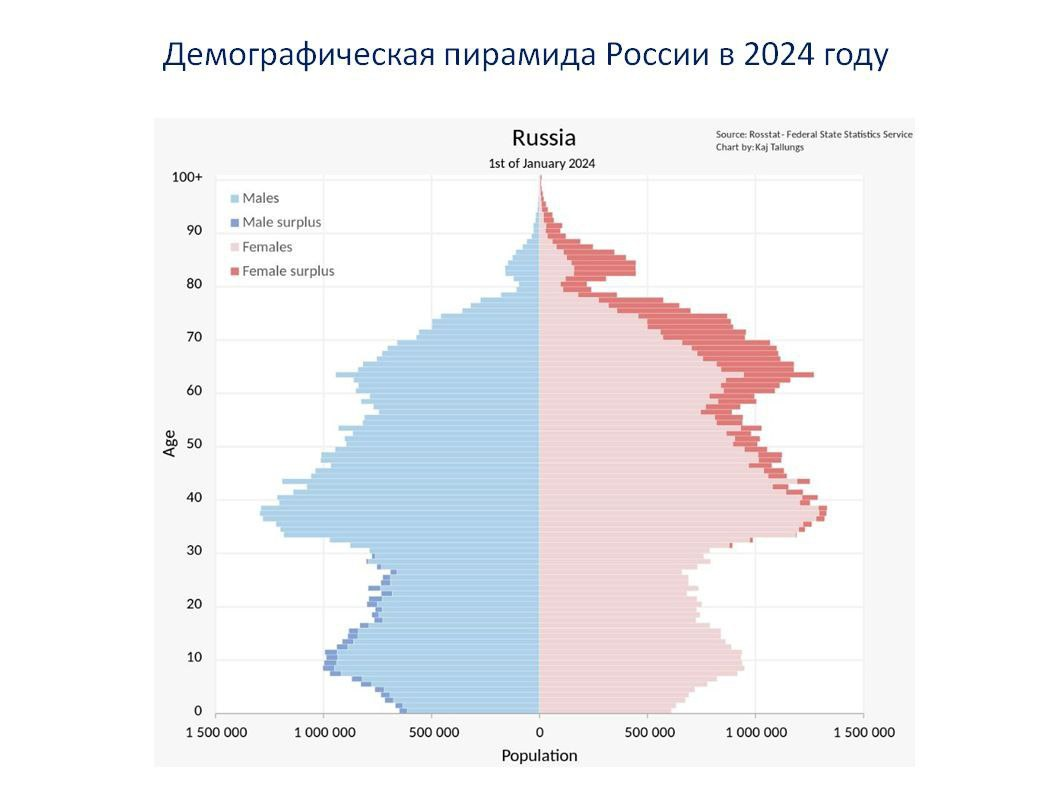 Демографическая пирамида России в 2024 году
Russia
1st of January 2024
Source: Rosstat- Federal State Statistics Service
Chart by: Kaj Tallungs
Males
Male surplus
Females
Female surplus
100+
90
80
70
60
50
40
30
20
10
0
Age
1 500 000 1 000 000 500 000 0 500 000 1 000 000 1 500 000
Population